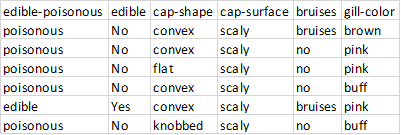 edible-poisonous edible cap-shape cap-surface bruises gill-color
poisonous No convex scaly bruises brown
poisonous No convex scaly no pink
poisonous No flat scaly no pink
poisonous No convex scaly no buff
edible Yes convex scaly bruises pink
poisonous No knobbed scaly no buff